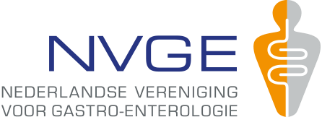 NVGE
NEDERLANDSE VERENIGING
VOOR GASTRO-ENTEROLOGIE